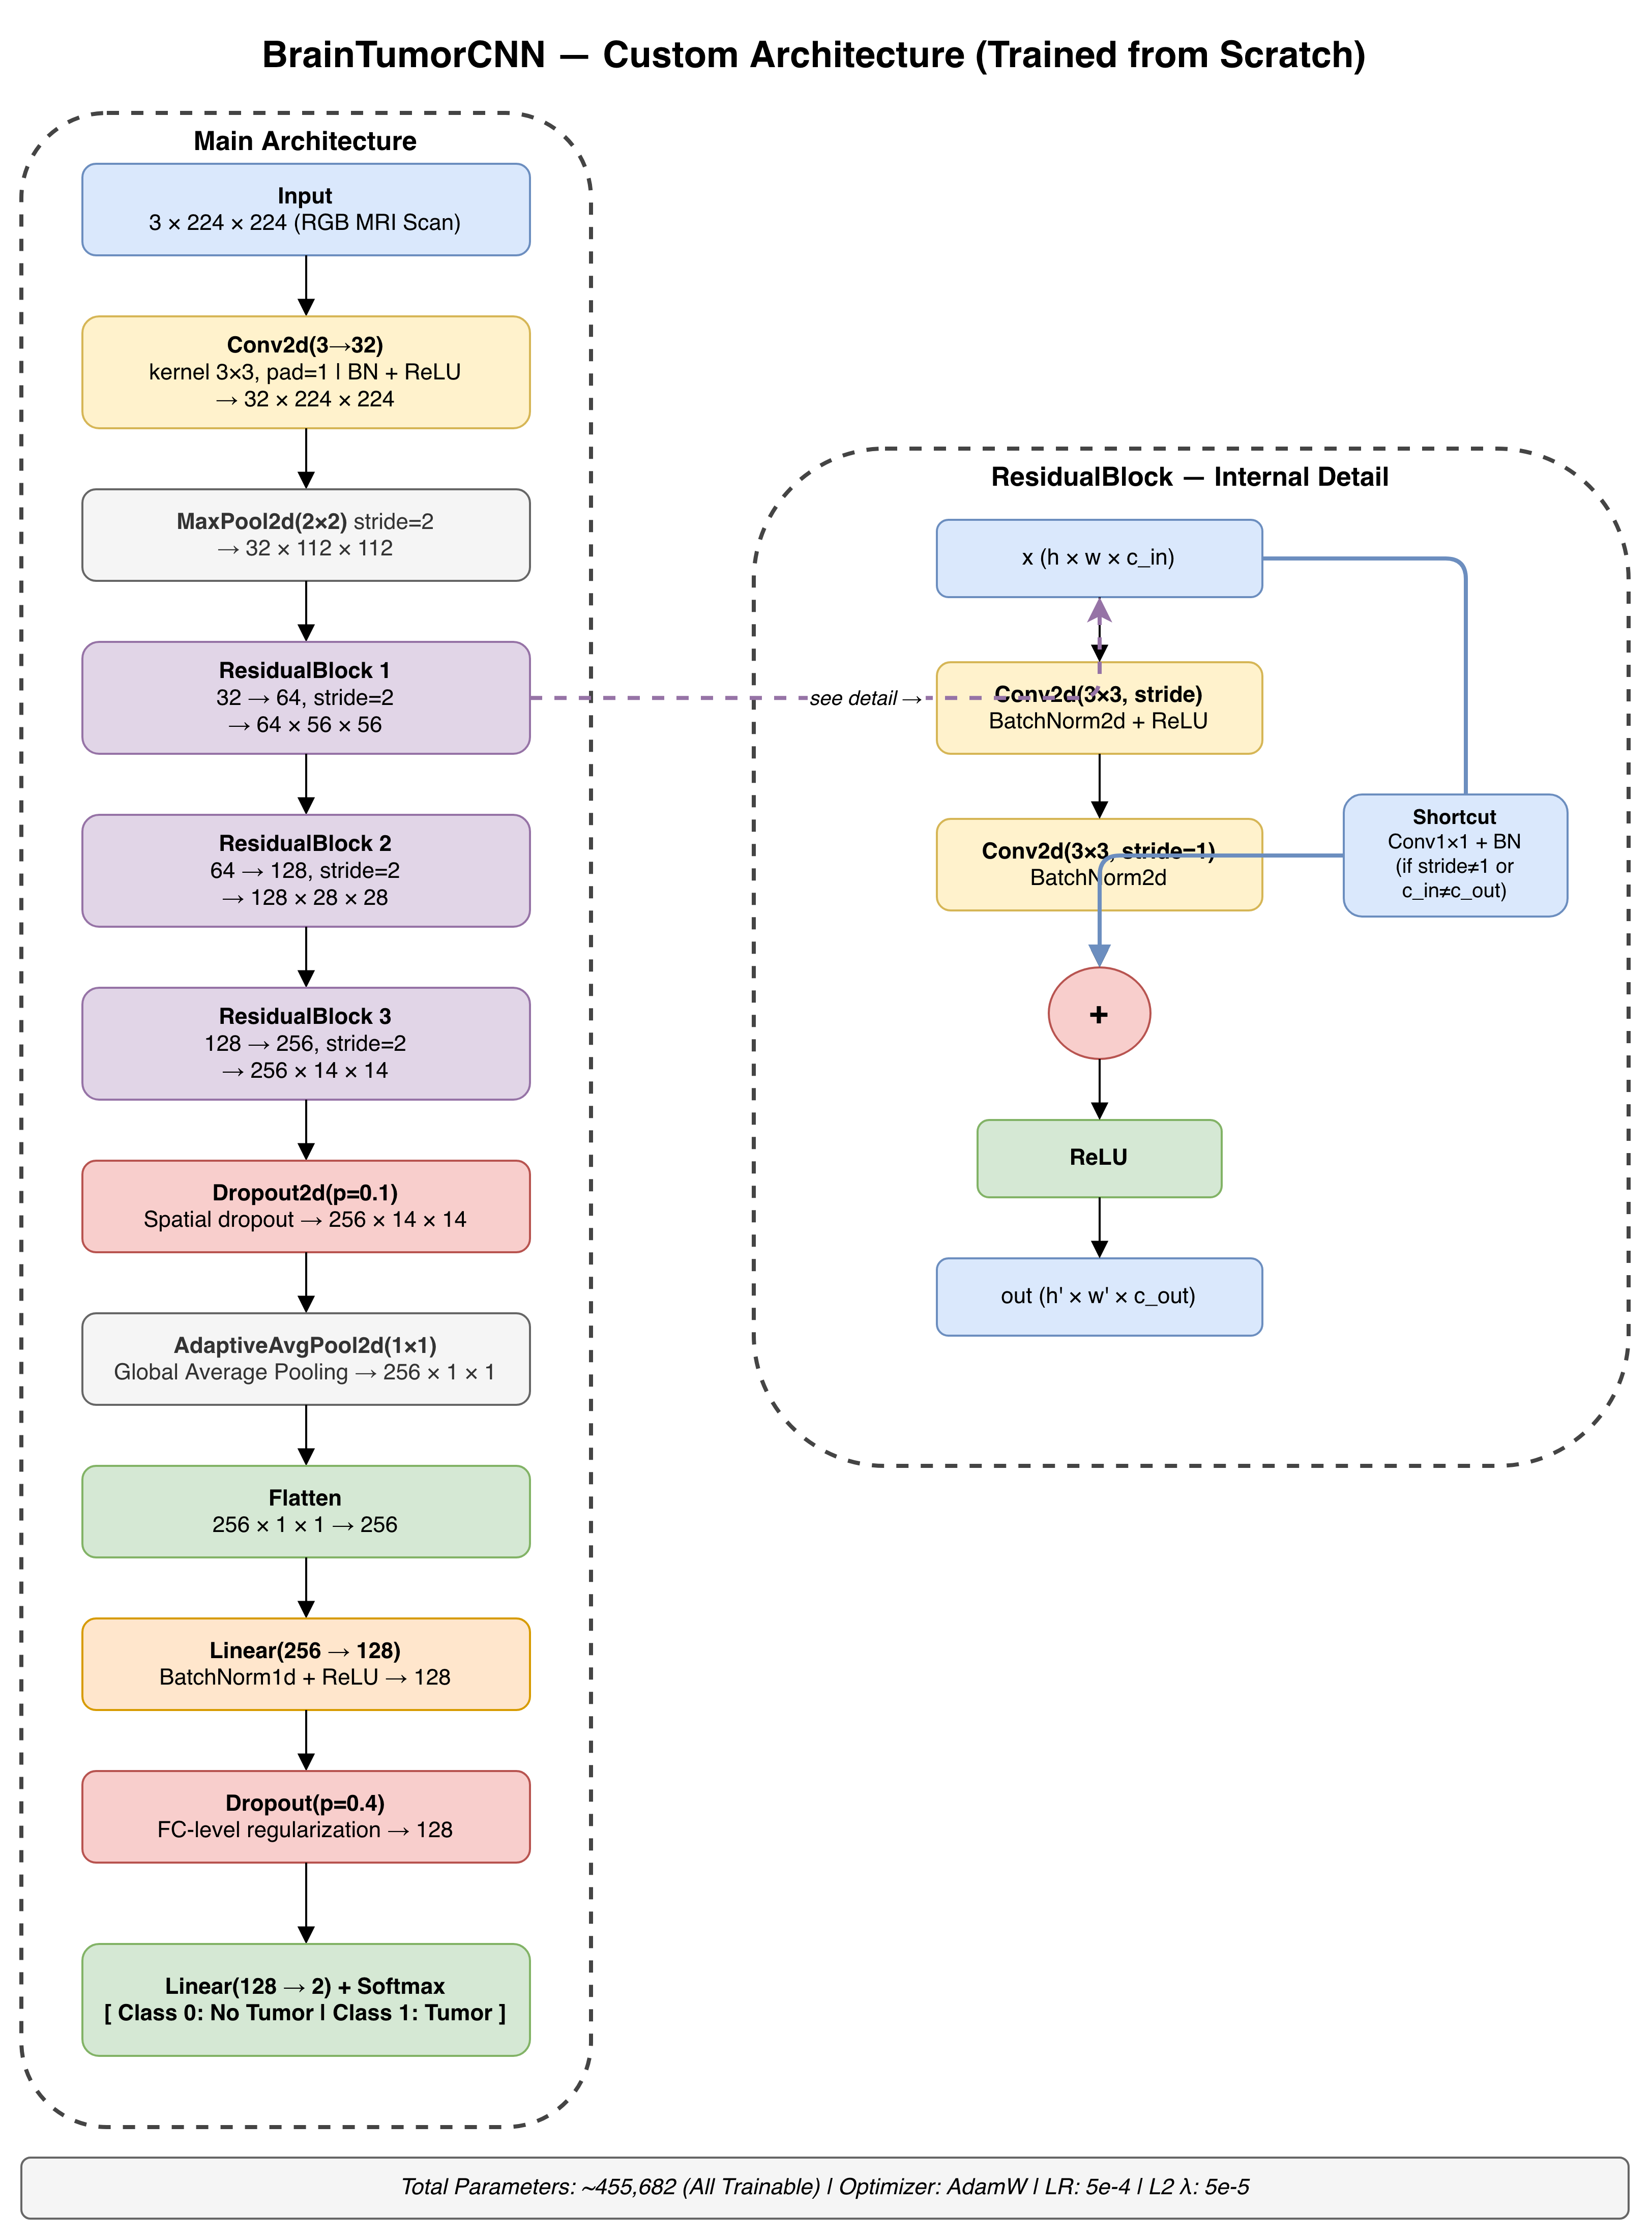 BrainTumorCNN — Custom Architecture (Trained from Scratch)
Main Architecture
Input
3 × 224 × 224 (RGB MRI Scan)
Conv2d(3→32)
kernel 3×3, pad=1 | BN + ReLU
→ 32 × 224 × 224
MaxPool2d(2×2) stride=2
→ 32 × 112 × 112
ResidualBlock 1
32 → 64, stride=2
→ 64 × 56 × 56
ResidualBlock 2
64 → 128, stride=2
→ 128 × 28 × 28
ResidualBlock 3
128 → 256, stride=2
→ 256 × 14 × 14
Dropout2d(p=0.1)
Spatial dropout → 256 × 14 × 14
AdaptiveAvgPool2d(1×1)
Global Average Pooling → 256 × 1 × 1
Flatten
256 × 1 × 1 → 256
Linear(256 → 128)
BatchNorm1d + ReLU → 128
Dropout(p=0.4)
FC-level regularization → 128
Linear(128 → 2) + Softmax
[ Class 0: No Tumor | Class 1: Tumor ]
see detail →
ResidualBlock — Internal Detail
x (h × w × c_in)
Conv2d(3×3, stride)
BatchNorm2d + ReLU
Conv2d(3×3, stride=1)
BatchNorm2d
Shortcut
Conv1×1 + BN
(if stride≠1 or
c_in≠c_out)
+
ReLU
out (h' × w' × c_out)
Total Parameters: ~455,682 (All Trainable) | Optimizer: AdamW | LR: 5e-4 | L2 λ: 5e-5